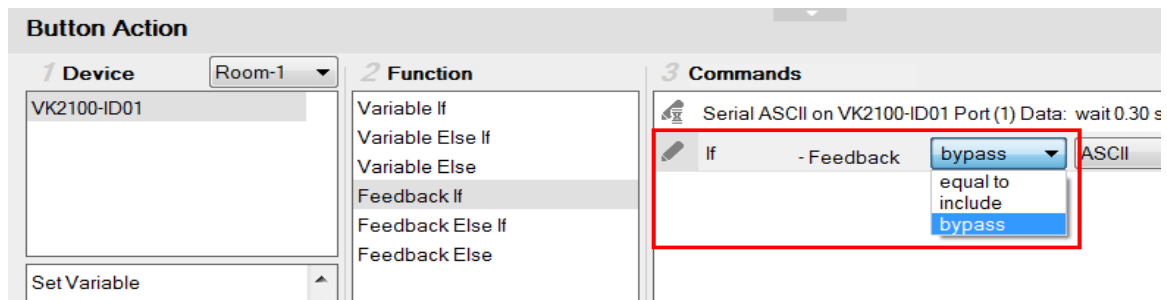 Button Action
1 Device
Room-1
2 Function
3 Commands
VK2100-ID01
Set Variable
Variable If
Variable Else If
Variable Else
Feedback If
Feedback Else If
Feedback Else
Serial ASCII on VK2100-ID01 Port (1) Data: wait 0.30 s
If - Feedback bypass ASCII
equal to
include
bypass